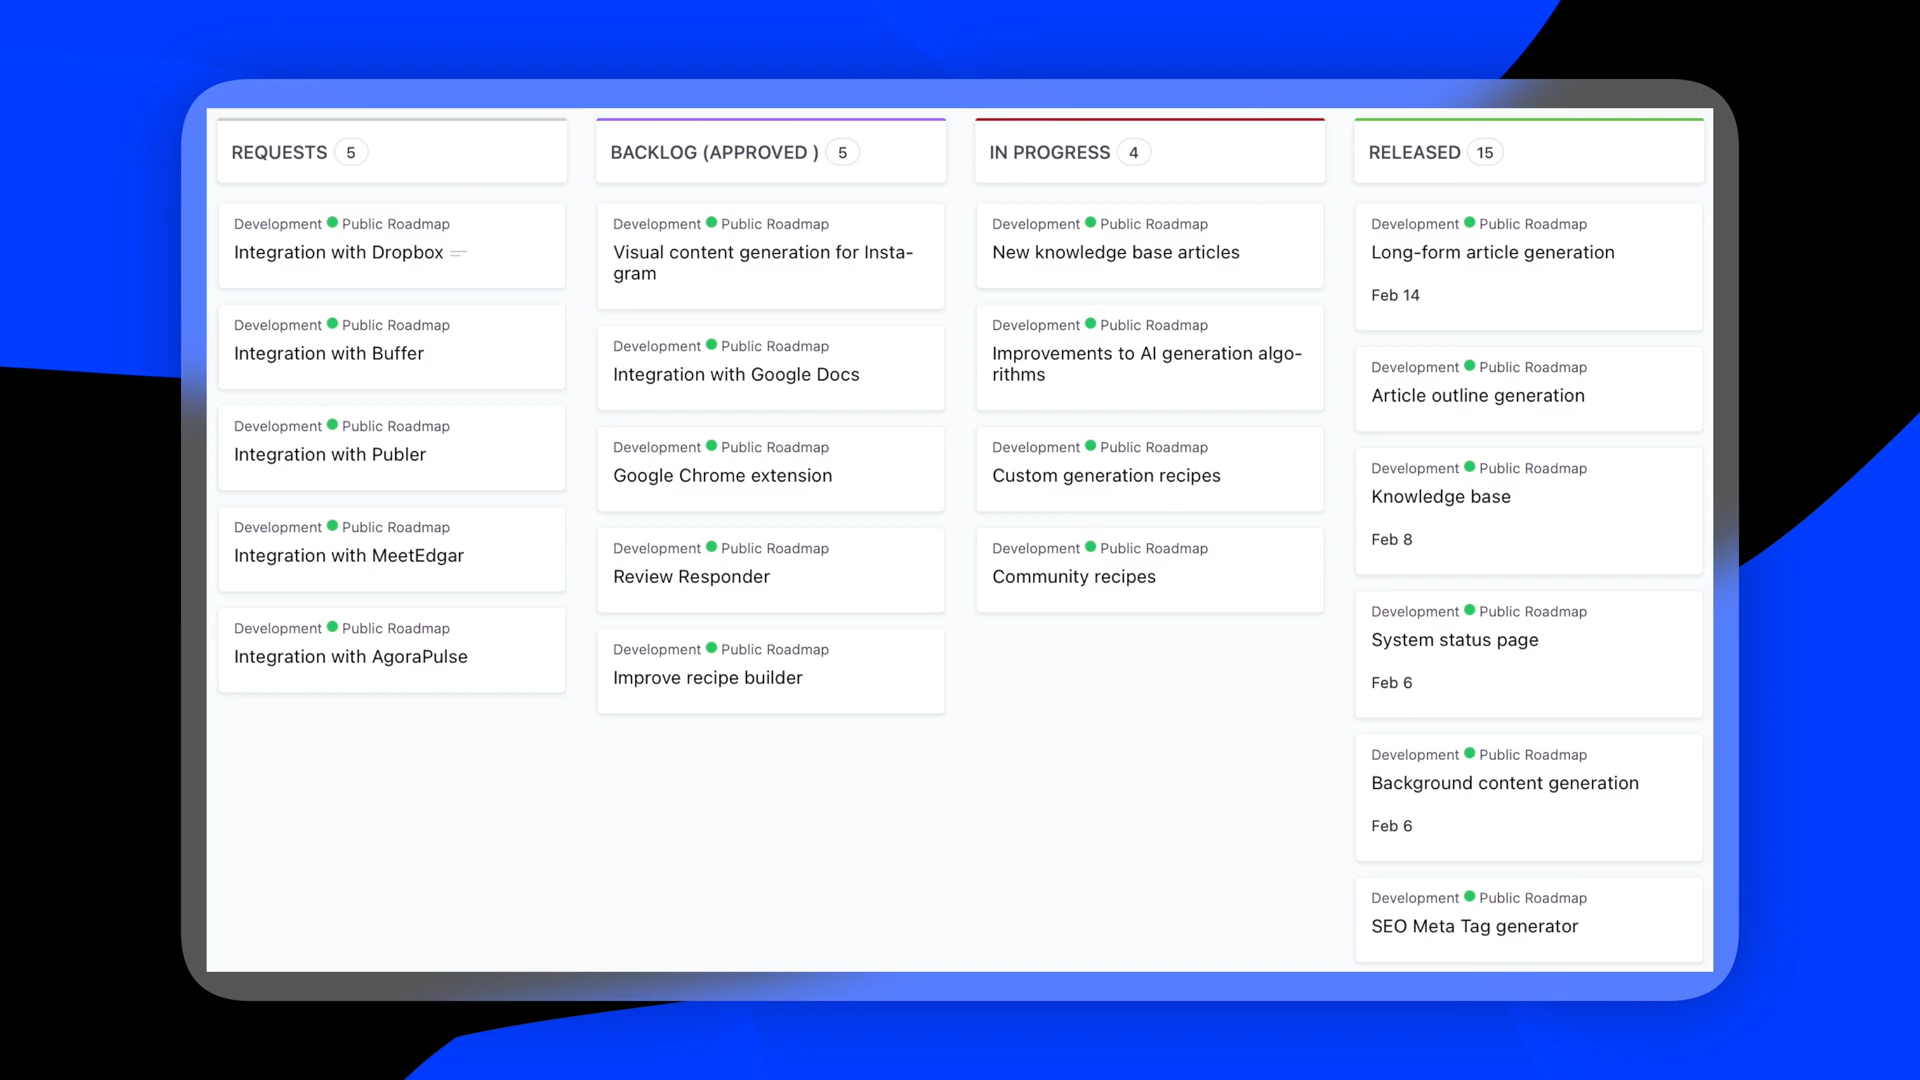 REQUESTS 5
Development Public Roadmap
Integration with Dropbox
Development Public Roadmap
Integration with Buffer
Development Public Roadmap
Integration with Publer
Development Public Roadmap
Integration with MeetEdgar
Development Public Roadmap
Integration with AgoraPulse
BACKLOG (APPROVED ) 5
Development Public Roadmap
Visual content generation for Insta-
gram
Development Public Roadmap
Integration with Google Docs
Development Public Roadmap
Google Chrome extension
Development Public Roadmap
Review Responder
Development Public Roadmap
Improve recipe builder
IN PROGRESS 4
Development Public Roadmap
New knowledge base articles
Development Public Roadmap
Improvements to AI generation algo-
rithms
Development Public Roadmap
Custom generation recipes
Development Public Roadmap
Community recipes
RELEASED 15
Development Public Roadmap
Long-form article generation
Feb 14
Development Public Roadmap
Article outline generation
Development Public Roadmap
Knowledge base
Feb 8
Development Public Roadmap
System status page
Feb 6
Development Public Roadmap
Background content generation
Feb 6
Development Public Roadmap
SEO Meta Tag generator